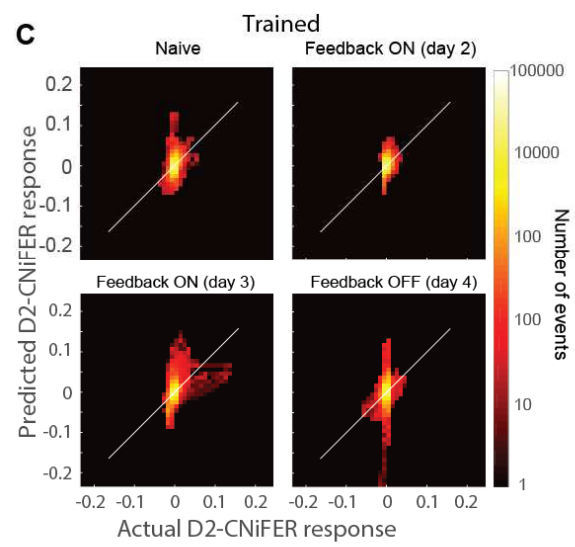 C
Trained
Naive
Feedback ON (day 2)
0.2
0.1
0
-0.1
-0.2
100000
10000
100
100
10
1
Number of events
Feedback ON (day 3)
Feedback OFF (day 4)
0.2
0.1
0
-0.1
-0.2
Predicted D2-CNiFER response
-0.2 -0.1 0 0.1 0.2
-0.2 -0.1 0 0.1 0.2
Actual D2-CNiFER response